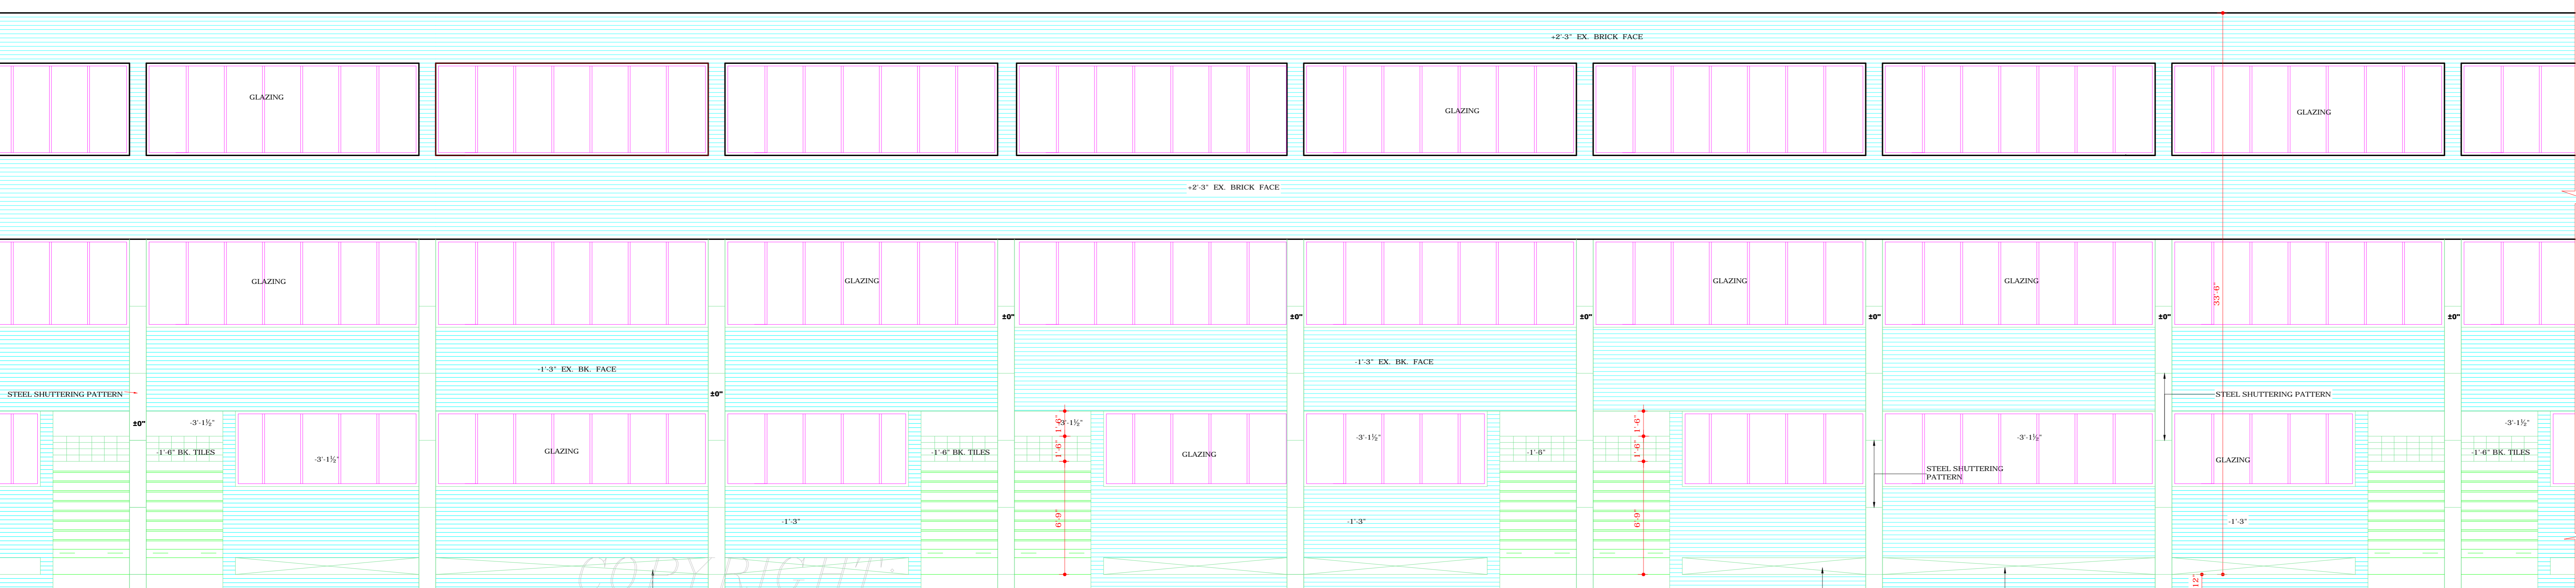 +2'-3" EX. BRICK FACE
GLAZING
GLAZING
GLAZING
+2'-3" EX. BRICK FACE
GLAZING
GLAZING
GLAZING
GLAZING
33'-6"
±0"
±0"
±0"
±0"
±0"
±0"
-1'-3" EX. BK. FACE
-1'-3" EX. BK. FACE
STEEL SHUTTERING PATTERN
±0"
STEEL SHUTTERING PATTERN
±0"
-3'-1½"
1'-6"
-3'-1½"
1'-6"
-3'-1½"
-3'-1½"
-3'-1½"
-1'-6" BK. TILES
-3'-1½"
GLAZING
-1'-6" BK. TILES
1'-6"
GLAZING
-1'-6"
1'-6"
GLAZING
-1'-6" BK. TILES
STEEL SHUTTERING
PATTERN
-1'-3"
6'-9"
-1'-3"
6'-9"
-1'-3"
COPYRIGHT
12"